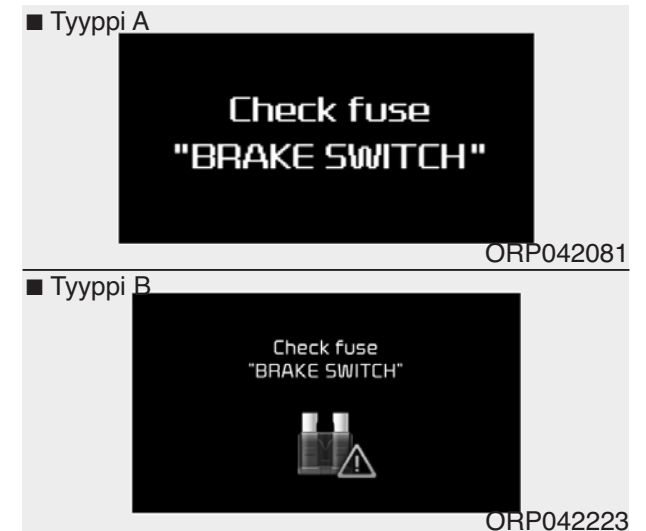 ■ Tyyppi A
Check fuse
"BRAKE SWITCH"
ORP042081
■ Tyyppi B
Check fuse
"BRAKE SWITCH"
ORP042223